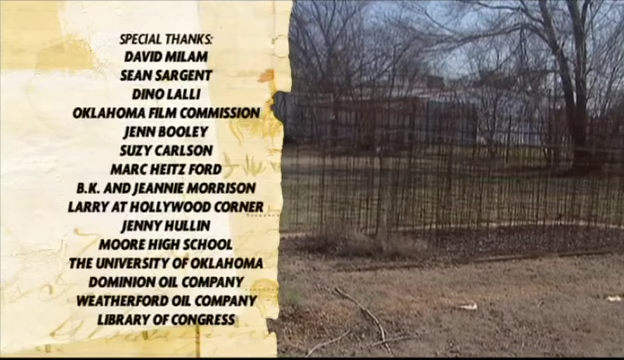 SPECIAL THANKS:
DAVID MILAM
SEAN SARGENT
DINO LALLI
OKLAHOMA FILM COMMISSION
JENN BOOLEY
SUZY CARLSON
MARC HEITZ FORD
B.K. AND JEANNIE MORRISON
LARRY AT HOLLYWOOD CORNER
JENNY HULLIN
MOORE HIGH SCHOOL
THE UNIVERSITY OF OKLAHOMA
DOMINION OIL COMPANY
WEATHERFORD OIL COMPANY
LIBRARY OF CONGRESS